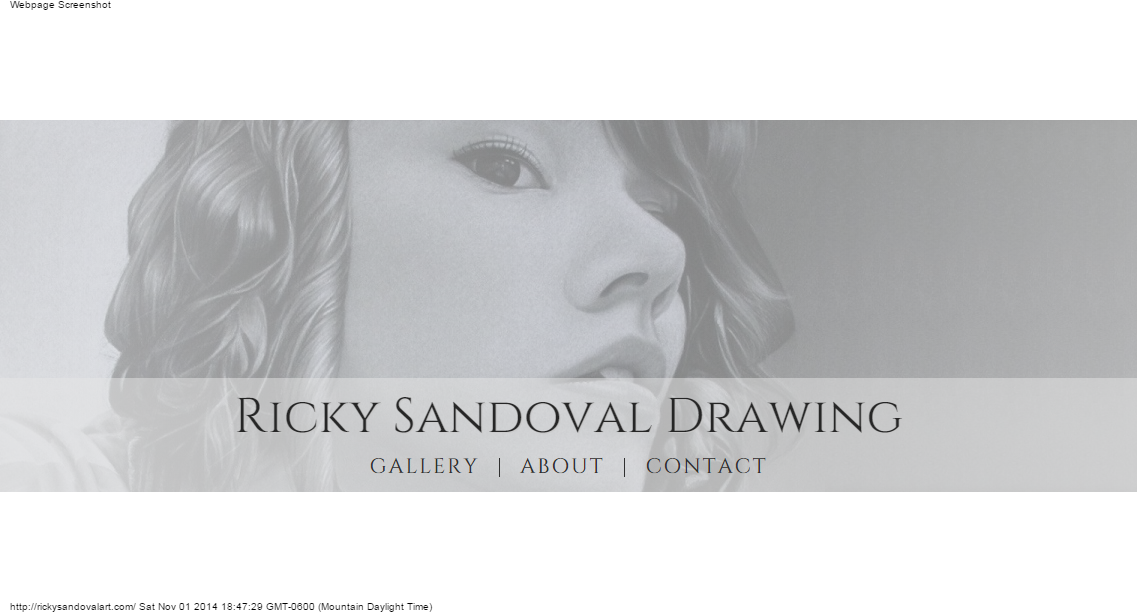 Webpage Screenshot
Ricky Sandoval Drawing
GALLERY | ABOUT | CONTACT
http://rickysandovalart.com/ Sat Nov 01 2014 18:47:29 GMT-0600 (Mountain Daylight Time)